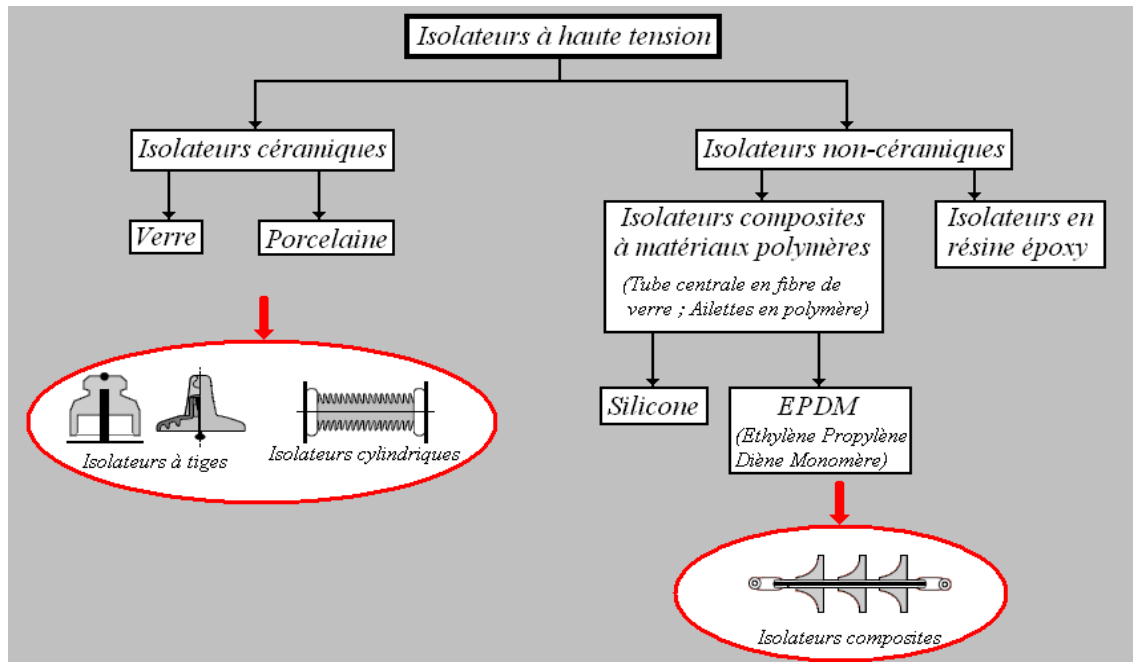 Isolateurs à haute tension
Isolateurs céramiques
Isolateurs non-céramiques
Verre
Porcelaine
Isolateurs composites
à matériaux polymères
(Tube centrale en fibre de
verre ; Ailettes en polymère)
Isolateurs en
résine époxy
Silicone
EPDM
(Ethylène Propylène
Diène Monomère)
Isolateurs à tiges
Isolateurs cylindriques
Isolateurs composites